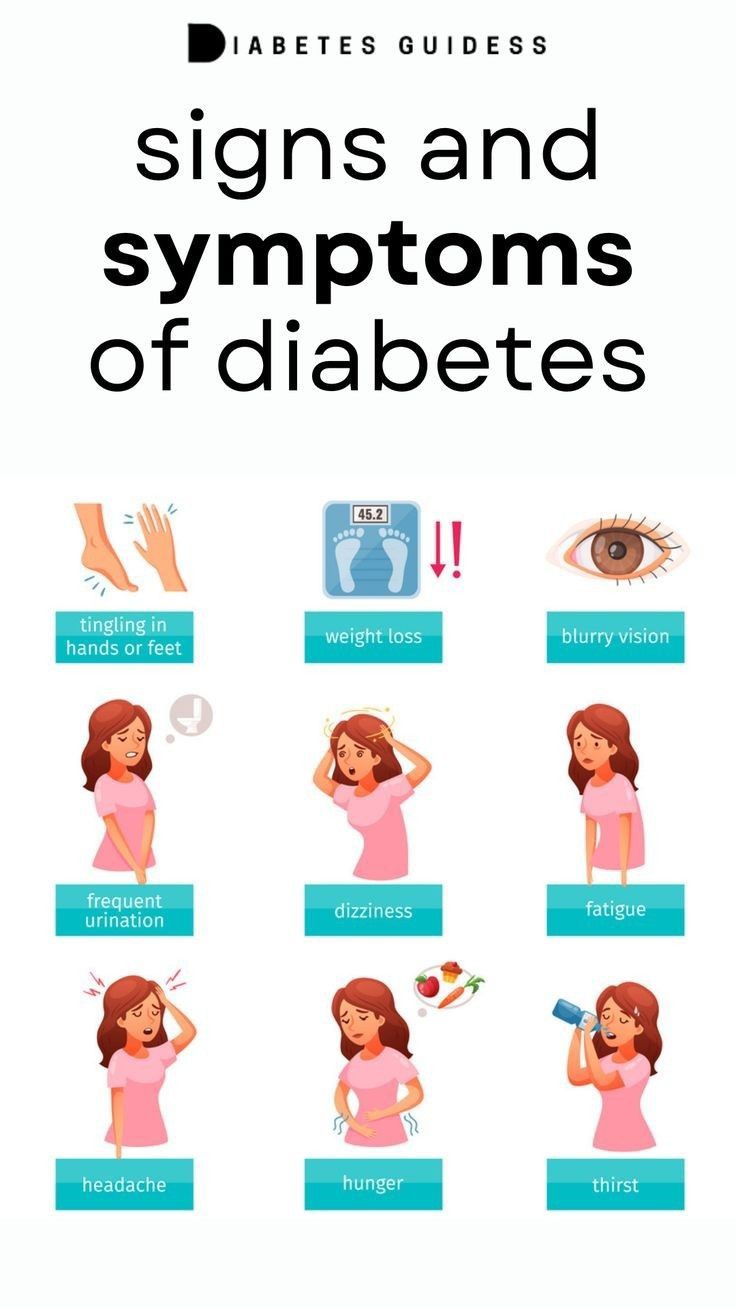 DIABETES GUIDESS
signs and
symptoms
of diabetes
45.2
tingling in
hands or feet
weight loss
blurry vision
frequent
urination
dizziness
fatigue
headache
hunger
thirst